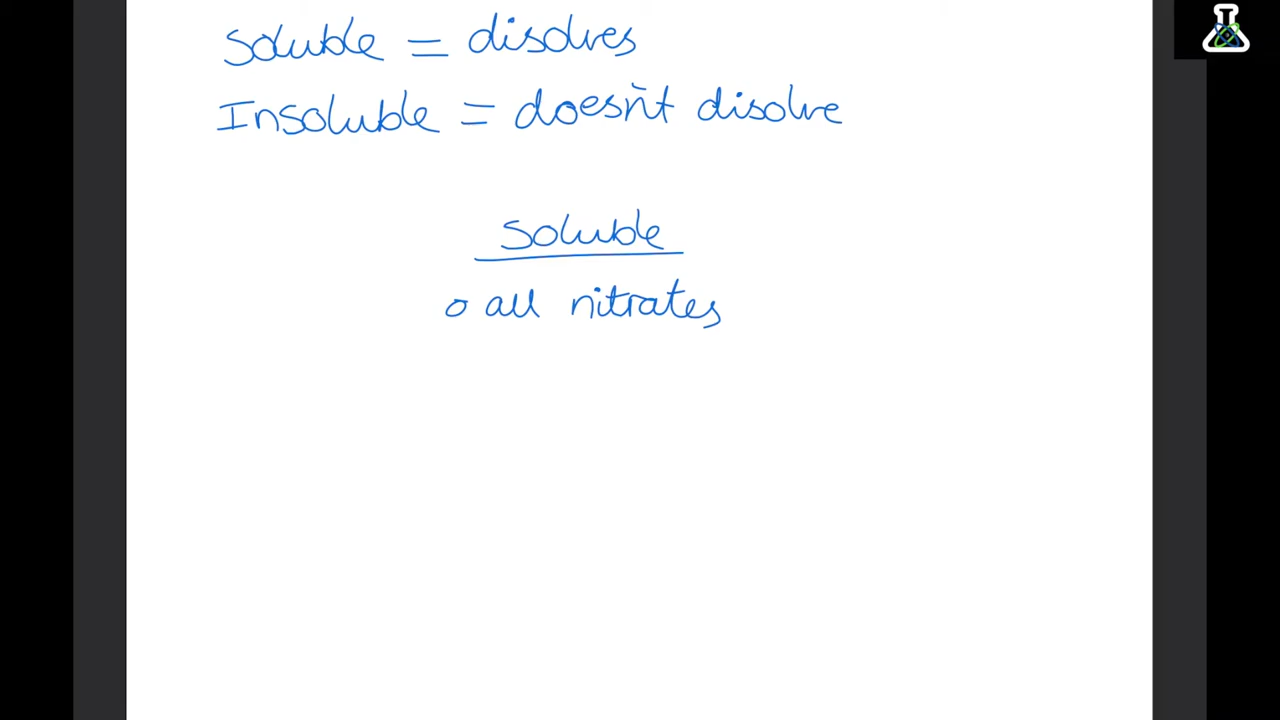 Soluble = disolves
Insoluble = doesn't disolve
Soluble
o all nitrates